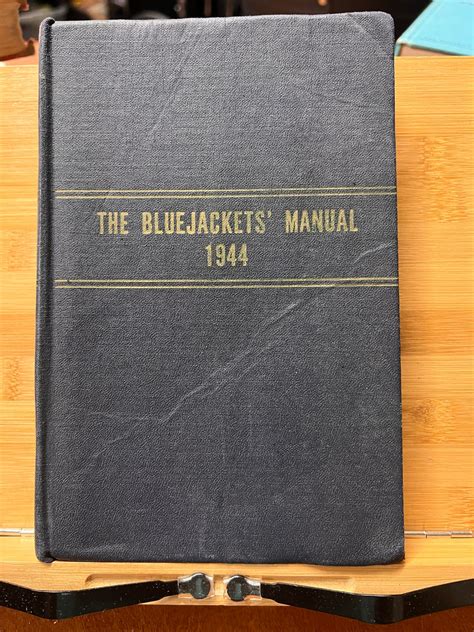 THE BLUEJACKETS' MANUAL
1944